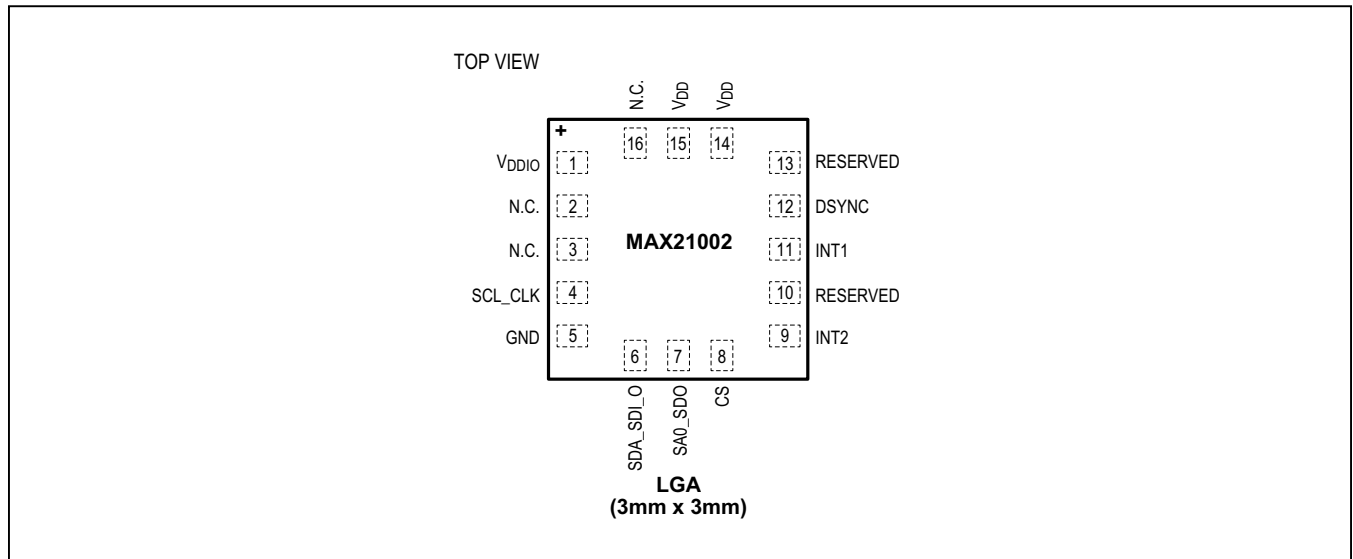 TOP VIEW
N.C.
VDD
VDD
+
16
15
14
VDDIO
1
13
RESERVED
N.C.
2
12
DSYNC
MAX21002
N.C.
3
11
INT1
SCL_CLK
4
10
RESERVED
GND
5
9
INT2
6
7
8
SDA_SDI_O
SA0_SDO
CS
LGA
(3mm x 3mm)